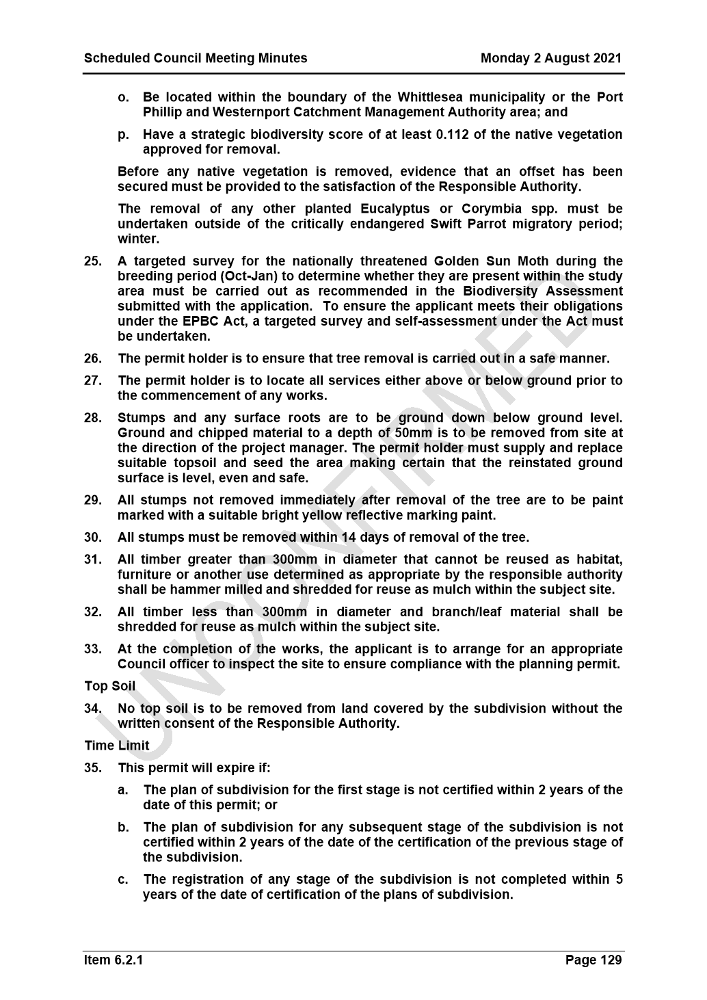 Scheduled Council Meeting Minutes Monday 2 August 2021
o. Be located within the boundary of the Whittlesea municipality or the Port
Phillip and Westernport Catchment Management Authority area; and
p. Have a strategic biodiversity score of at least 0.112 of the native vegetation
approved for removal.
Before any native vegetation is removed, evidence that an offset has been
secured must be provided to the satisfaction of the Responsible Authority.
The removal of any other planted Eucalyptus or Corymbia spp. must be
undertaken outside of the critically endangered Swift Parrot migratory period;
winter.
25. A targeted survey for the nationally threatened Golden Sun Moth during the
breeding period (Oct-Jan) to determine whether they are present within the study
area must be carried out as recommended in the Biodiversity Assessment
submitted with the application. To ensure the applicant meets their obligations
under the EPBC Act, a targeted survey and self-assessment under the Act must
be undertaken.
26. The permit holder is to ensure that tree removal is carried out in a safe manner.
27. The permit holder is to locate all services either above or below ground prior to
the commencement of any works.
28. Stumps and any surface roots are to be ground down below ground level.
Ground and chipped material to a depth of 50mm is to be removed from site at
the direction of the project manager. The permit holder must supply and replace
suitable topsoil and seed the area making certain that the reinstated ground
surface is level, even and safe.
29. All stumps not removed immediately after removal of the tree are to be paint
marked with a suitable bright yellow reflective marking paint.
30. All stumps must be removed within 14 days of removal of the tree.
31. All timber greater than 300mm in diameter that cannot be reused as habitat,
furniture or another use determined as appropriate by the responsible authority
shall be hammer milled and shredded for reuse as mulch within the subject site.
32. All timber less than 300mm in diameter and branch/leaf material shall be
shredded for reuse as mulch within the subject site.
33. At the completion of the works, the applicant is to arrange for an appropriate
Council officer to inspect the site to ensure compliance with the planning permit.
Top Soil
34. No top soil is to be removed from land covered by the subdivision without the
written consent of the Responsible Authority.
Time Limit
35. This permit will expire if:
a. The plan of subdivision for the first stage is not certified within 2 years of the
date of this permit; or
b. The plan of subdivision for any subsequent stage of the subdivision is not
certified within 2 years of the date of the certification of the previous stage of
the subdivision.
c. The registration of any stage of the subdivision is not completed within 5
years of the date of certification of the plans of subdivision.
Item 6.2.1 Page 129
UNCONFIRMED